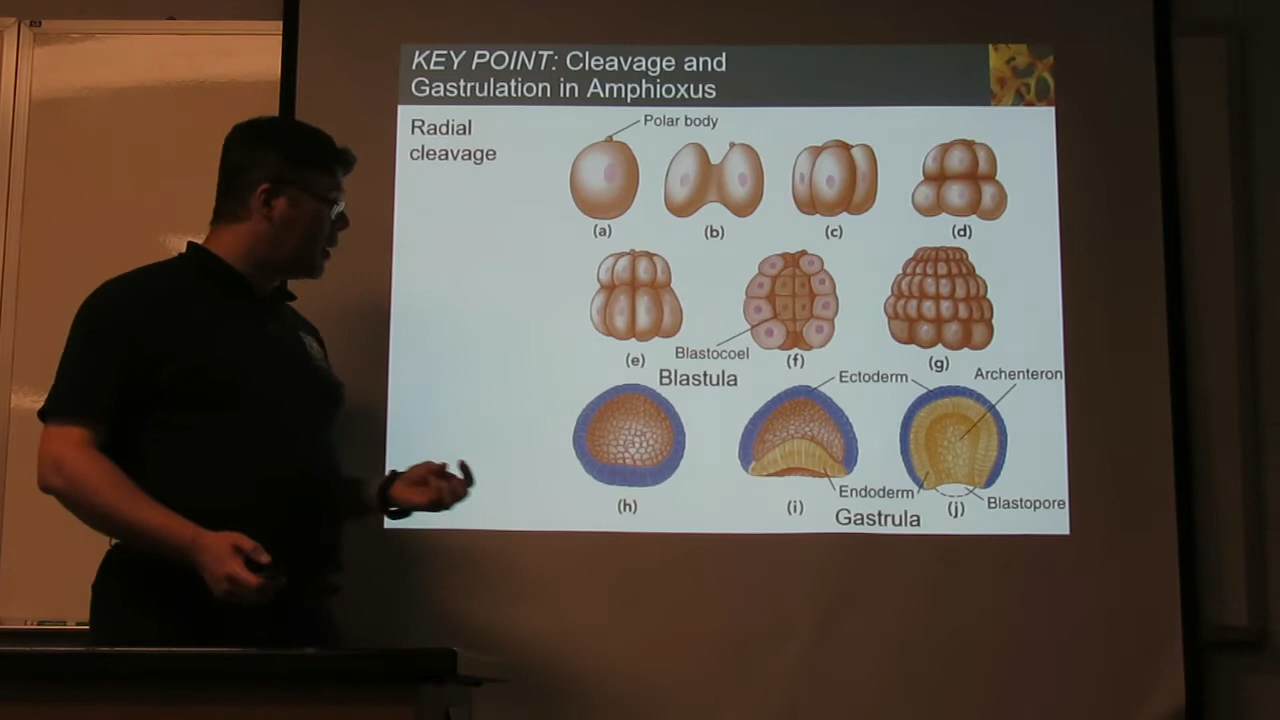 KEY POINT: Cleavage and
Gastrulation in Amphioxus
Radial
cleavage
Polar body
(a)
(b)
(c)
(d)
Blastocoel
(e)
(f)
(g)
Blastula
Ectoderm
Archenteron
Endoderm
Blastopore
(h)
(i)
(j)
Gastrula